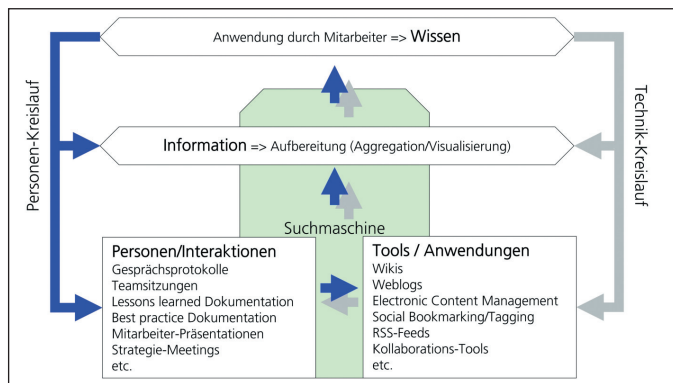 Anwendung durch Mitarbeiter => Wissen
Personen-Kreislauf
Technik-Kreislauf
Information => Aufbereitung (Aggregation/Visualisierung)
Suchmaschine
Personen/Interaktionen
Gesprächsprotokolle
Teamsitzungen
Lessons learned Dokumentation
Best practice Dokumentation
Mitarbeiter-Präsentationen
Strategie-Meetings
etc.
Tools / Anwendungen
Wikis
Weblogs
Electronic Content Management
Social Bookmarking/Tagging
RSS-Feeds
Kollaborations-Tools
etc.